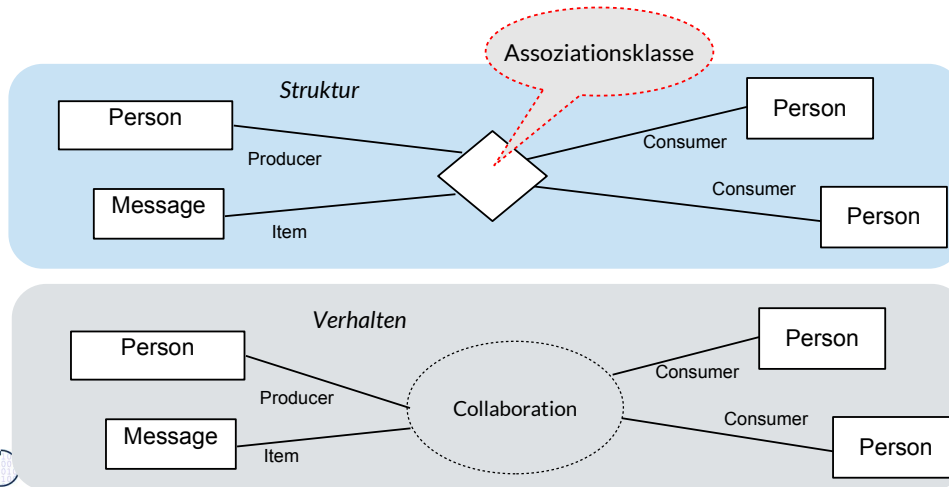 Assoziationsklasse
Struktur
Person
Person
Producer
Consumer
Message
Consumer
Person
Item
Verhalten
Person
Person
Producer
Consumer
Collaboration
Message
Consumer
Person
Item